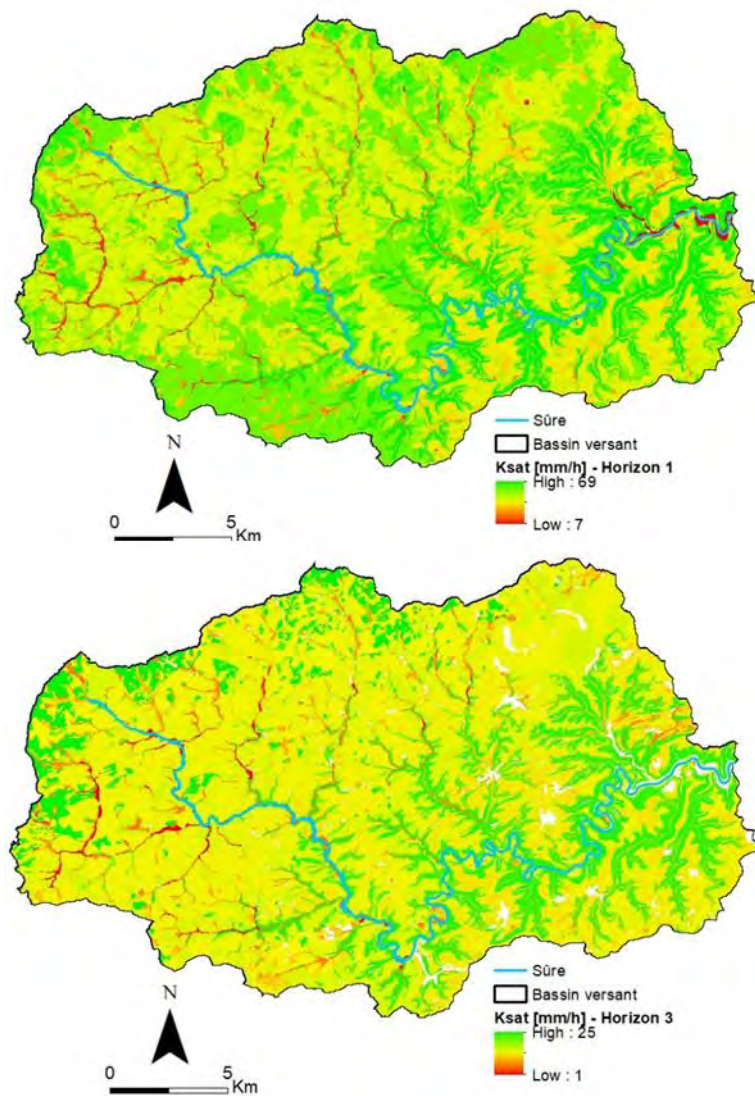 Sûre
Bassin versant
Ksat [mm/h] - Horizon 1
High : 69
Low : 7
N
0 5
Km
Sûre
Bassin versant
Ksat [mm/h] - Horizon 3
High : 25
Low : 1
N
0 5
Km